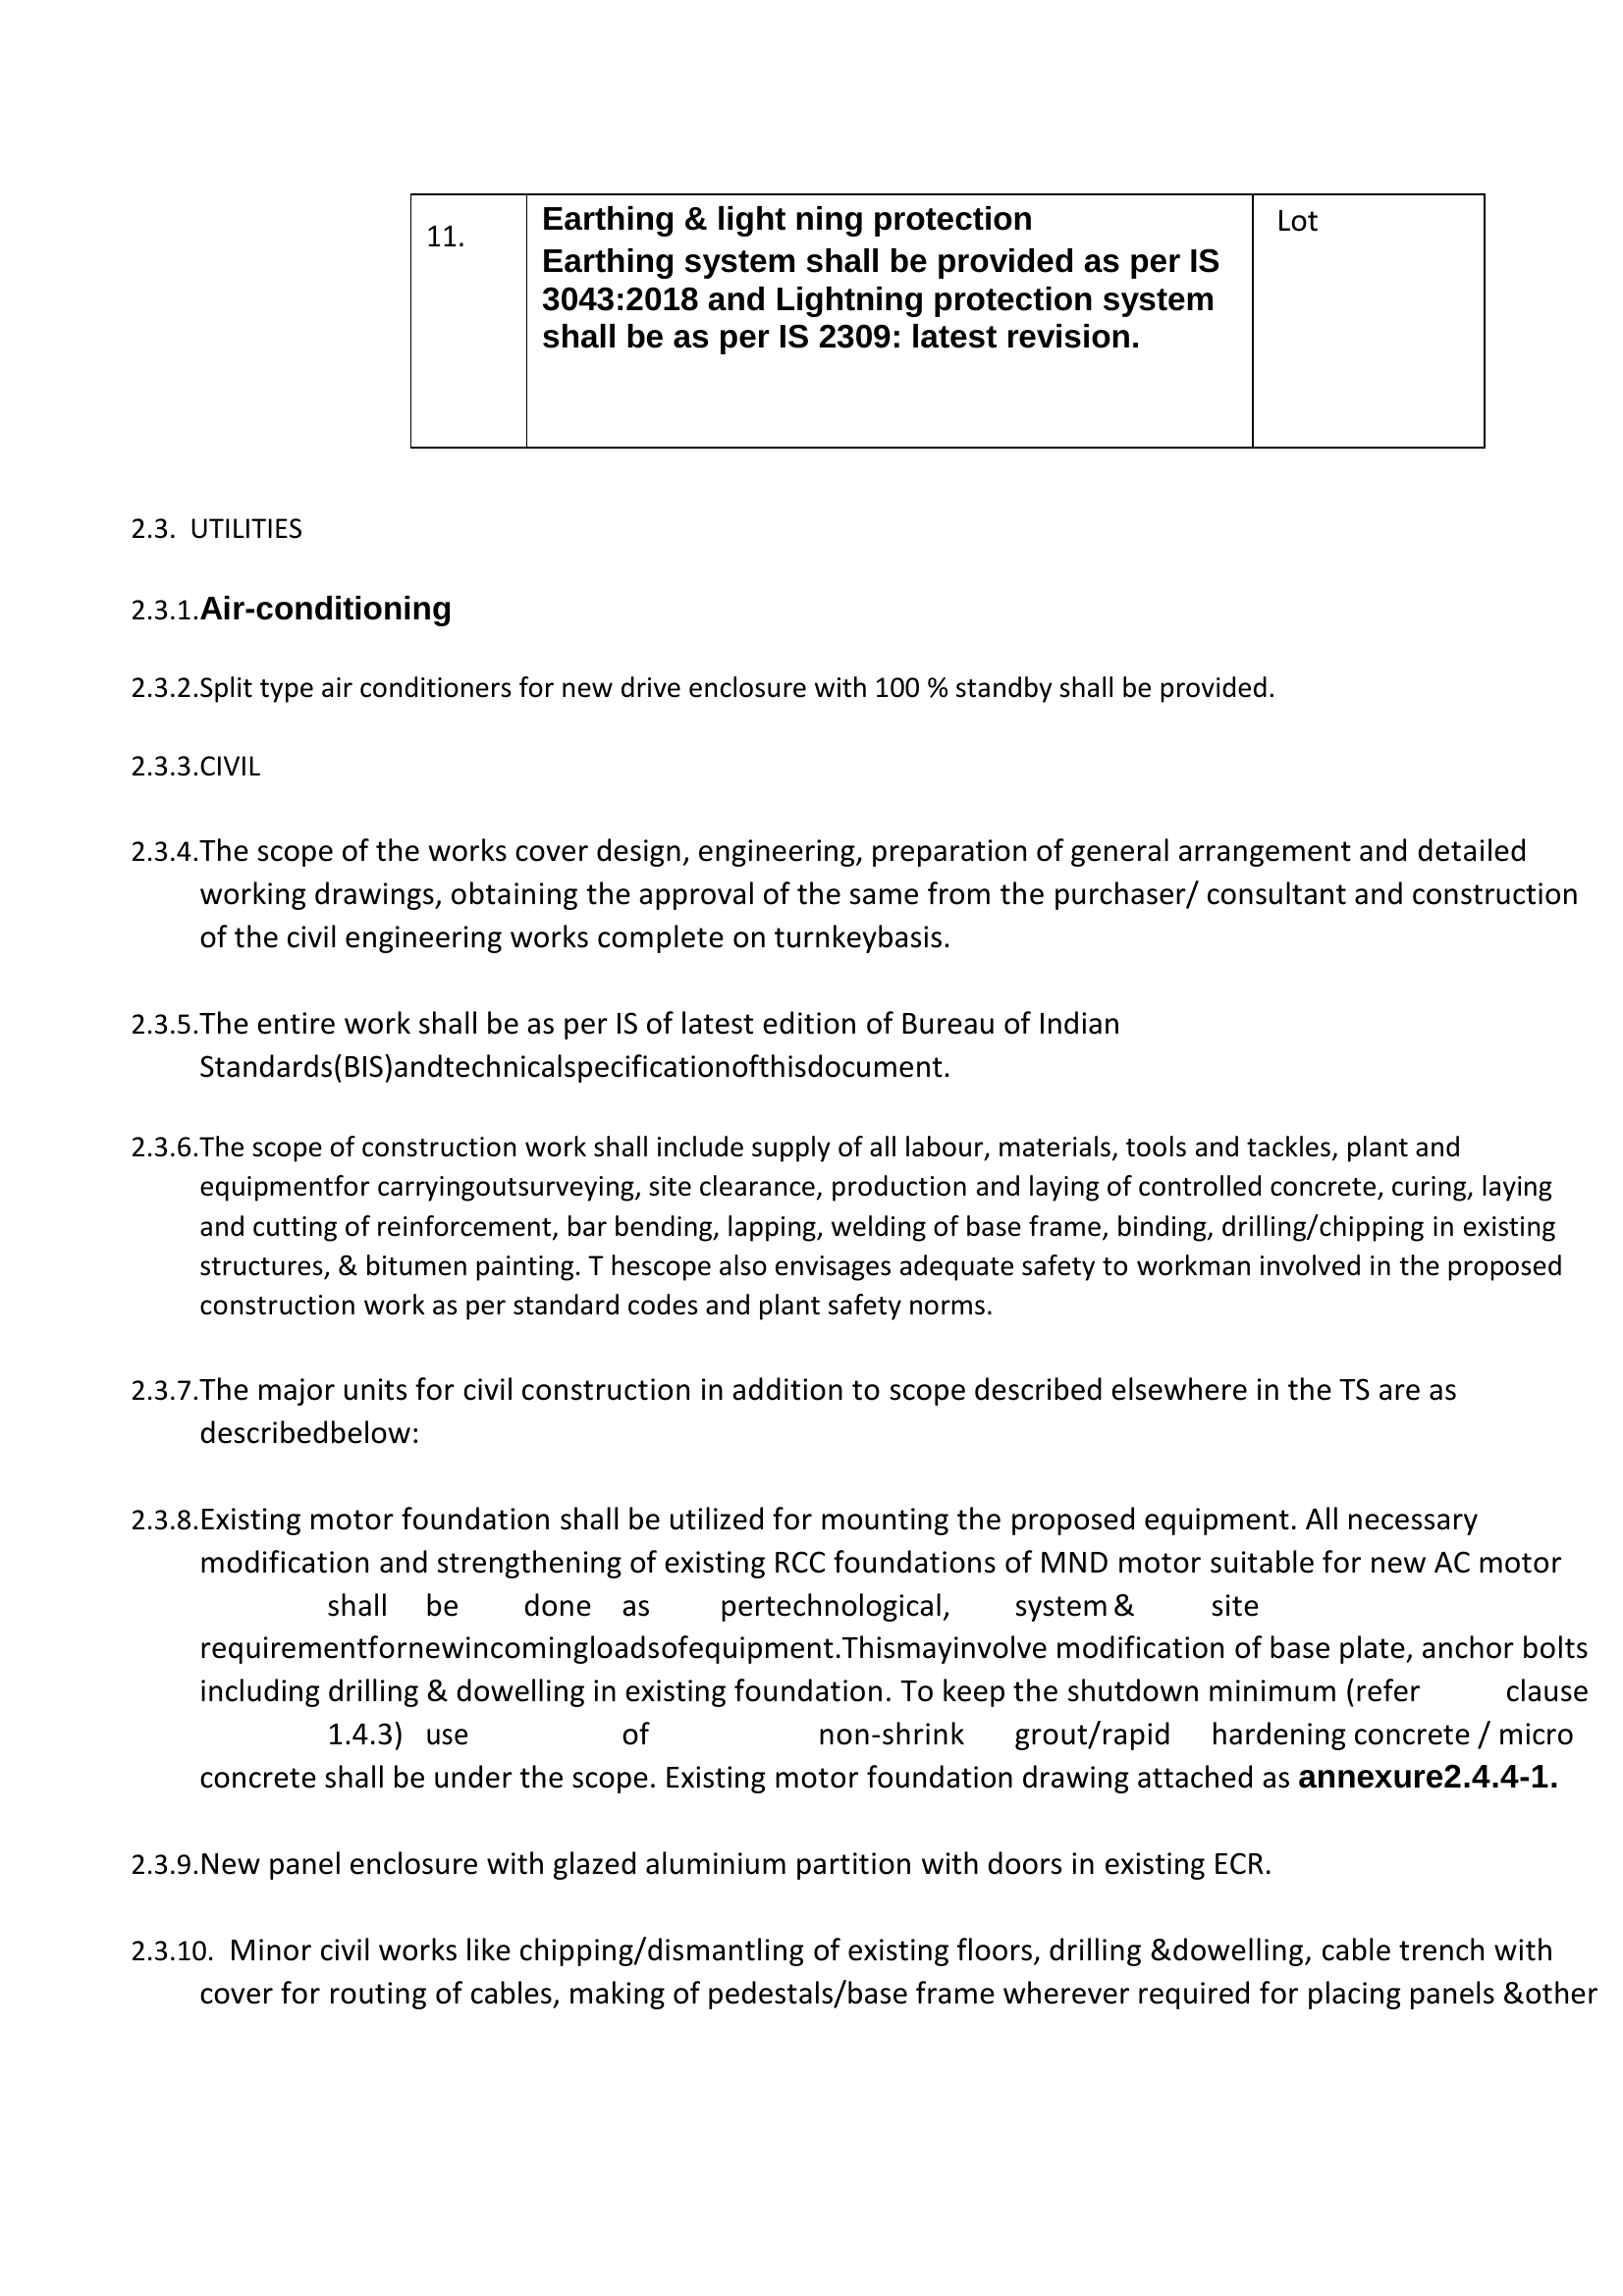 11.
Earthing & light ning protection
Lot
Earthing system shall be provided as per IS
3043:2018 and Lightning protection system
shall be as per IS 2309: latest revision.
2.3. UTILITIES
2.3.1.Air-conditioning
2.3.2.Split type air conditioners for new drive enclosure with 100 % standby shall be provided.
2.3.3.CIVIL
2.3.4.The scope of the works cover design, engineering, preparation of general arrangement and detailed
working drawings, obtaining the approval of the same from the purchaser/ consultant and construction
of the civil engineering works complete on turnkeybasis.
2.3.5.The entire work shall be as per IS of latest edition of Bureau of Indian
Standards(BIS)andtechnicalspecificationofthisdocument.
2.3.6.The scope of construction work shall include supply of all labour, materials, tools and tackles, plant and
equipmentfor carryingoutsurveying, site clearance, production and laying of controlled concrete, curing, laying
and cutting of reinforcement, bar bending, lapping, welding of base frame, binding, drilling/chipping in existing
structures, & bitumen painting. T hescope also envisages adequate safety to workman involved in the proposed
construction work as per standard codes and plant safety norms.
2.3.7.The major units for civil construction in addition to scope described elsewhere in the TS are as
describedbelow:
2.3.8.Existing motor foundation shall be utilized for mounting the proposed equipment. All necessary
modification and strengthening of existing RCC foundations of MND motor suitable for new AC motor
shall be done as pertechnological, system & site
requirementfornewincomingloadsofequipment.Thismayinvolve modification of base plate, anchor bolts
including drilling & dowelling in existing foundation. To keep the shutdown minimum (refer clause
1.4.3) use of non-shrink grout/rapid hardening concrete / micro
concrete shall be under the scope. Existing motor foundation drawing attached as annexure2.4.4-1.
2.3.9.New panel enclosure with glazed aluminium partition with doors in existing ECR.
2.3.10. Minor civil works like chipping/dismantling of existing floors, drilling &dowelling, cable trench with
cover for routing of cables, making of pedestals/base frame wherever required for placing panels &other